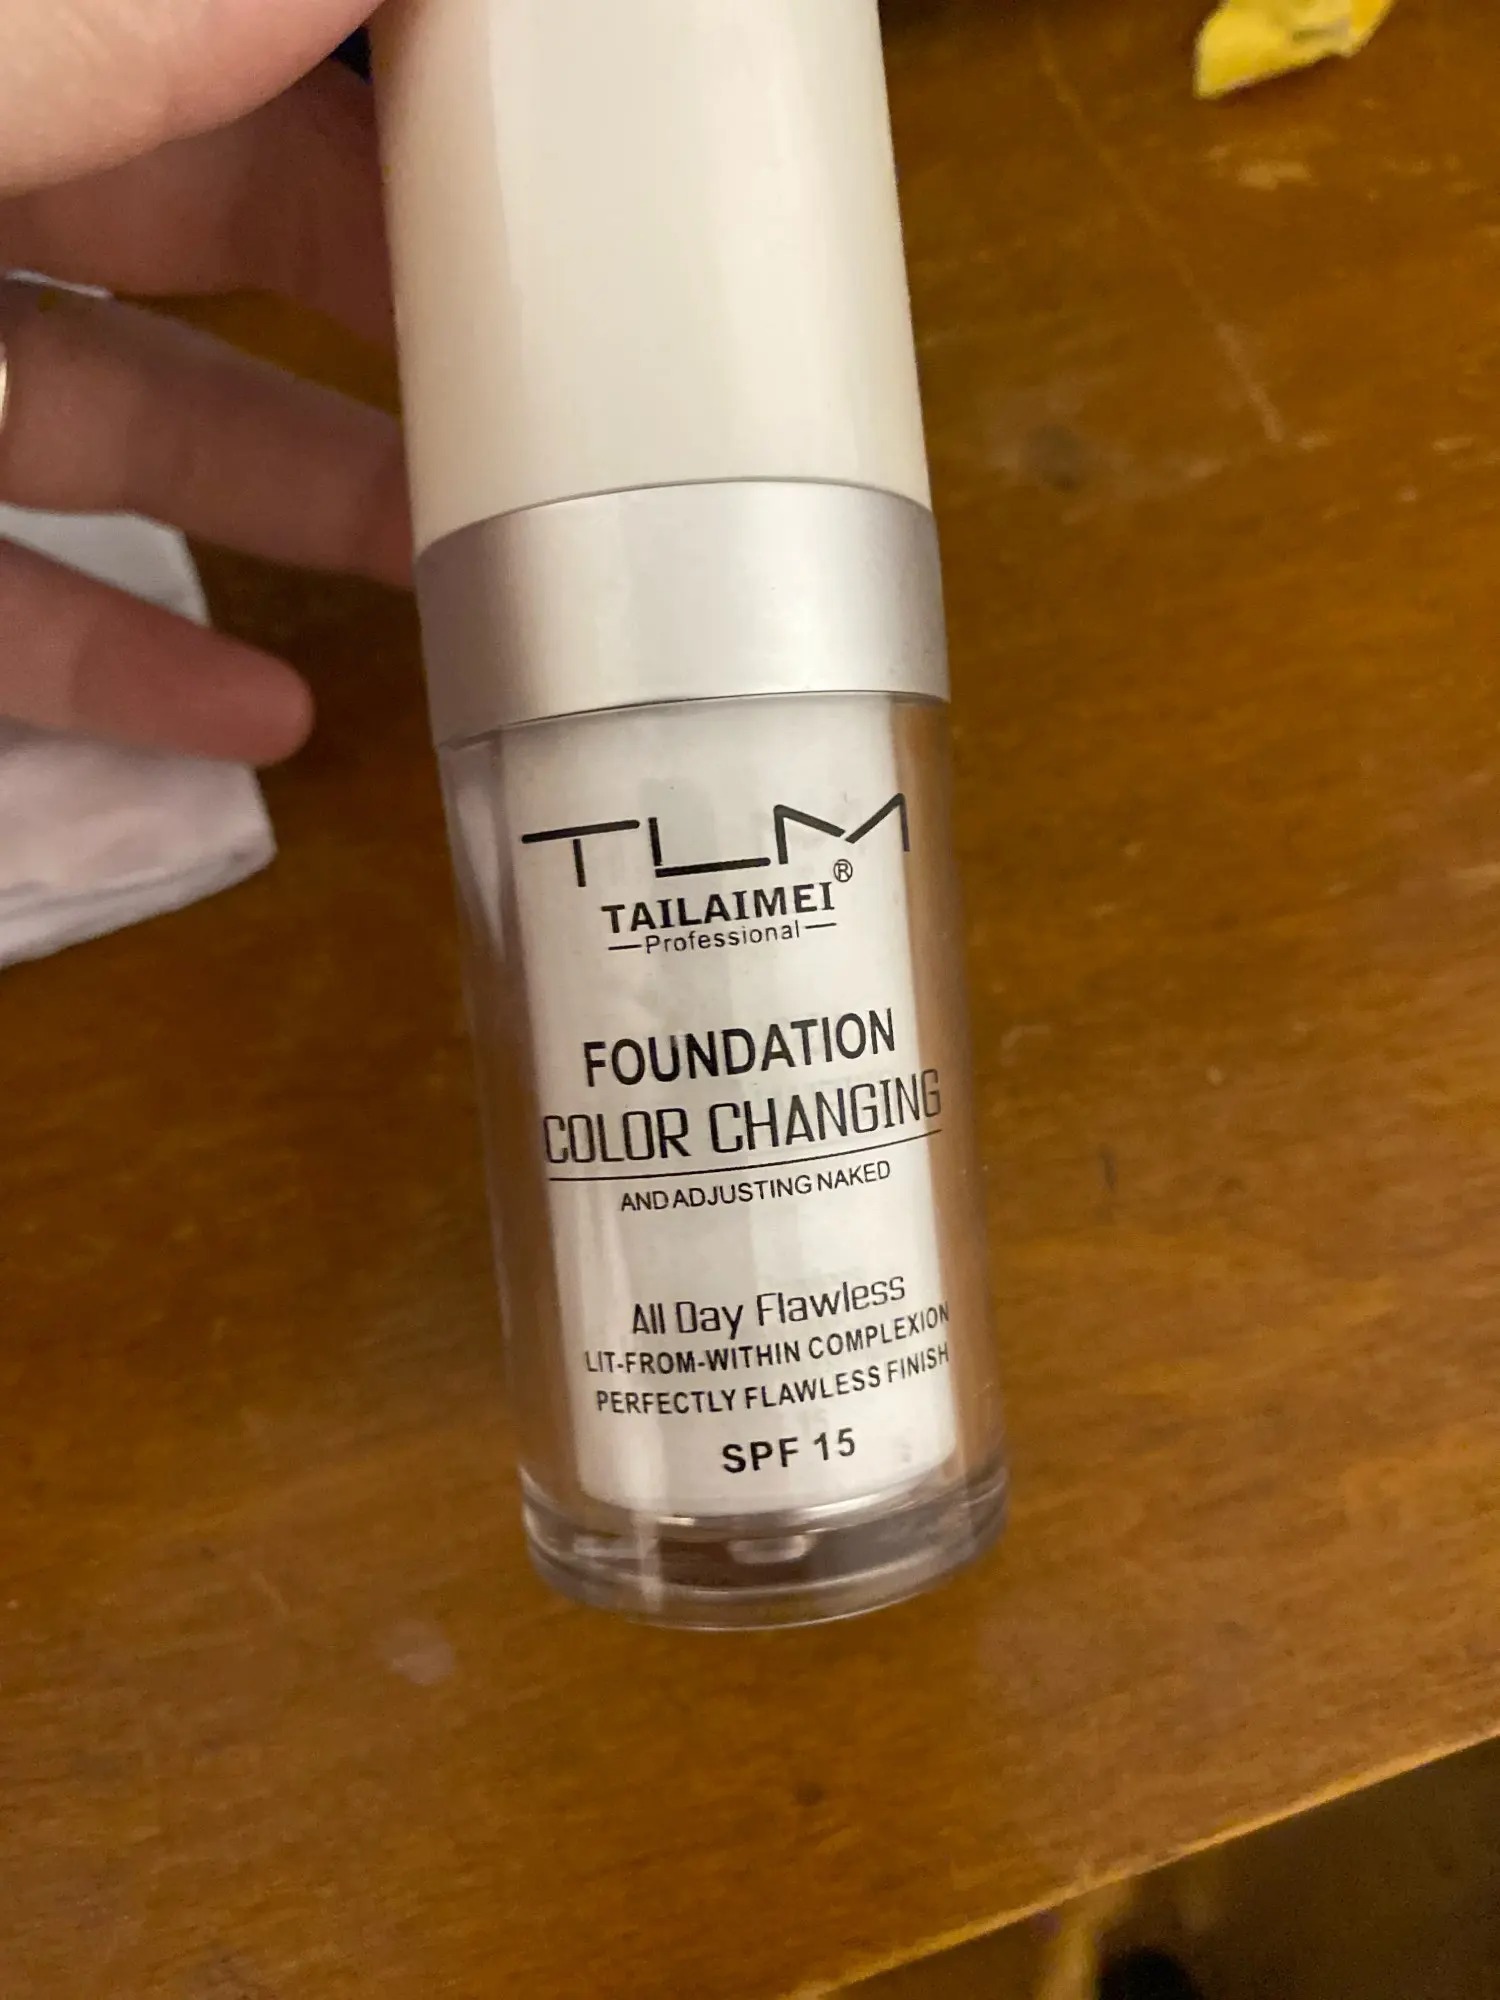 TLM
TAILAIMEI®
Professional
FOUNDATION
COLOR CHANGING
AND ADJUSTING NAKED
All Day Flawless
LIT-FROM-WITHIN COMPLEXION
PERFECTLY FLAWLESS FINISH
SPF 15